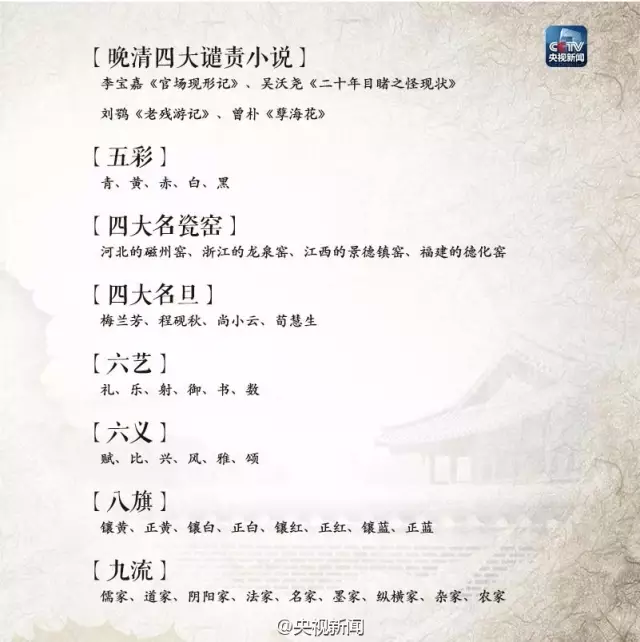 CCTV
央视新闻
【晚清四大谴责小说】
李宝嘉《官场现形记》、吴沃尧《二十年目睹之怪现状》
刘鹗《老残游记》、曾朴《孽海花》
【五彩】
青、黄、赤、白、黑
【四大名瓷窑】
河北的磁州窑、浙江的龙泉窑、江西的景德镇窑、福建的德化窑
【四大名旦】
梅兰芳、程砚秋、尚小云、荀慧生
【六艺】
礼、乐、射、御、书、数
【六义】
赋、比、兴、风、雅、颂
【八旗】
镶黄、正黄、镶白、正白、镶红、正红、镶蓝、正蓝
【九流】
儒家、道家、阴阳家、法家、名家、墨家、纵横家、杂家、农家
@央视新闻